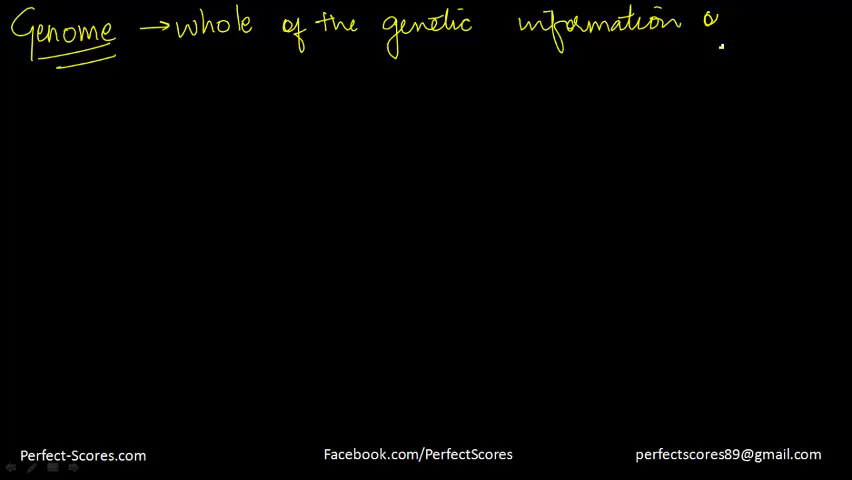 Genome → whole of the genetic information o
Perfect-Scores.com Facebook.com/PerfectScores perfectscores89@gmail.com